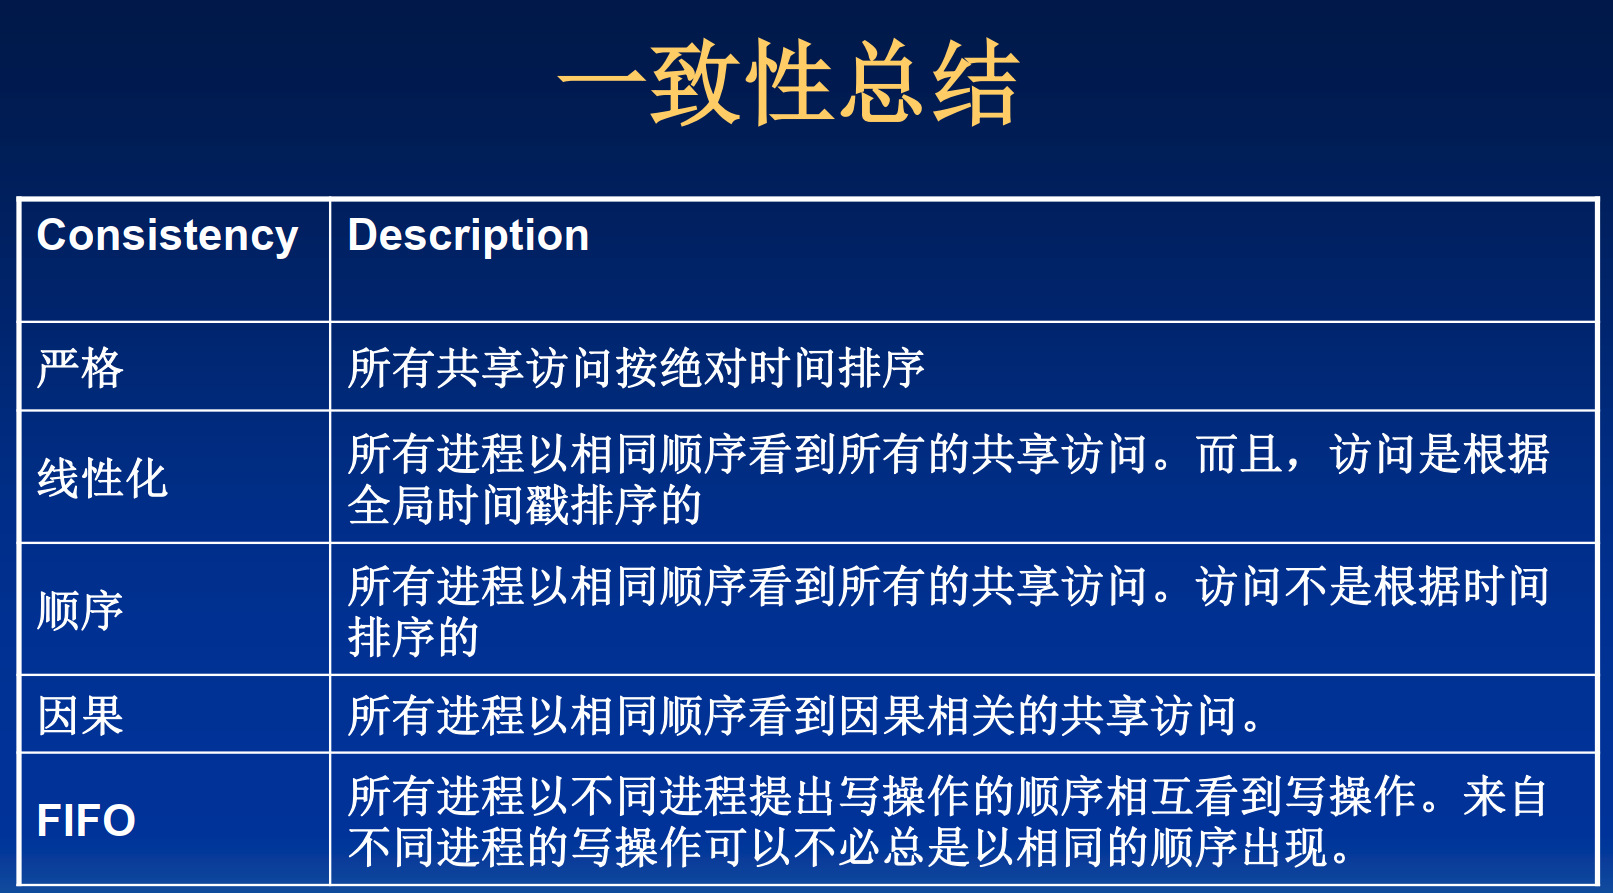 一致性总结
Consistency
Description
严格
所有共享访问按绝对时间排序
线性化
所有进程以相同顺序看到所有的共享访问。而且，访问是根据
全局时间戳排序的
顺序
所有进程以相同顺序看到所有的共享访问。访问不是根据时间
排序的
因果
所有进程以相同顺序看到因果相关的共享访问。
FIFO
所有进程以不同进程提出写操作的顺序相互看到写操作。来自
不同进程的写操作可以不必总是以相同的顺序出现。